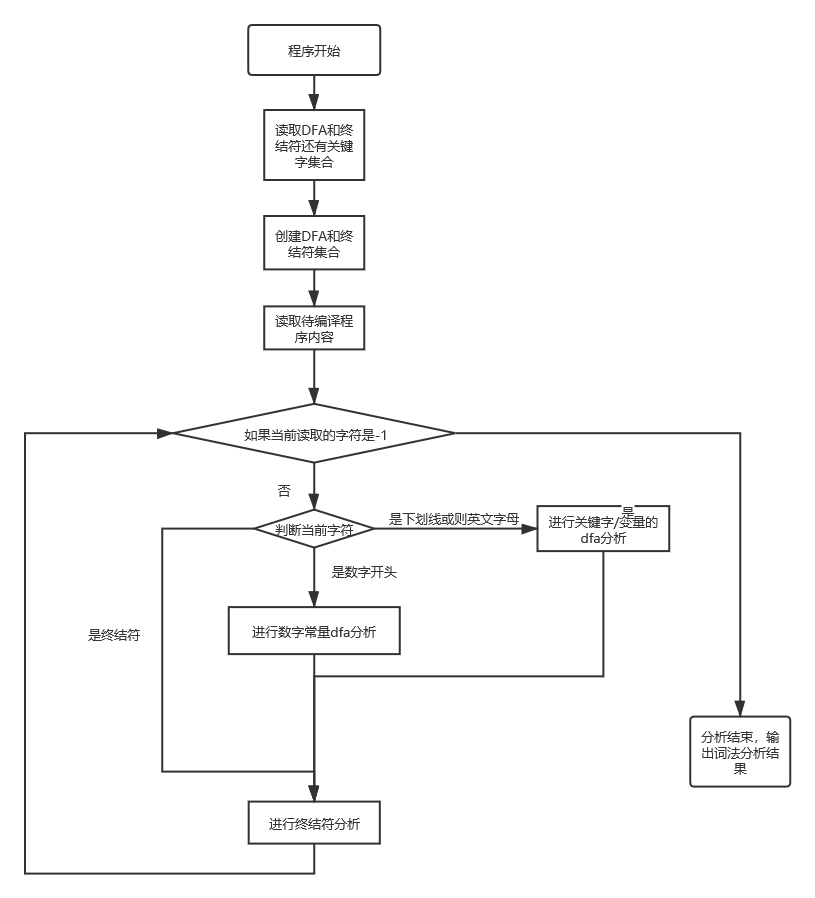 程序开始
读取DFA和终
结符还有关键
字集合
创建DFA和终
结符集合
读取待编译程
序内容
如果当前读取的字符是-1
否
是
判断当前字符
是下划线或则英文字母
进行关键字/变量的
dfa分析
是数字开头
进行数字常量dfa分析
是终结符
分析结束，输
出词法分析结
果
进行终结符分析